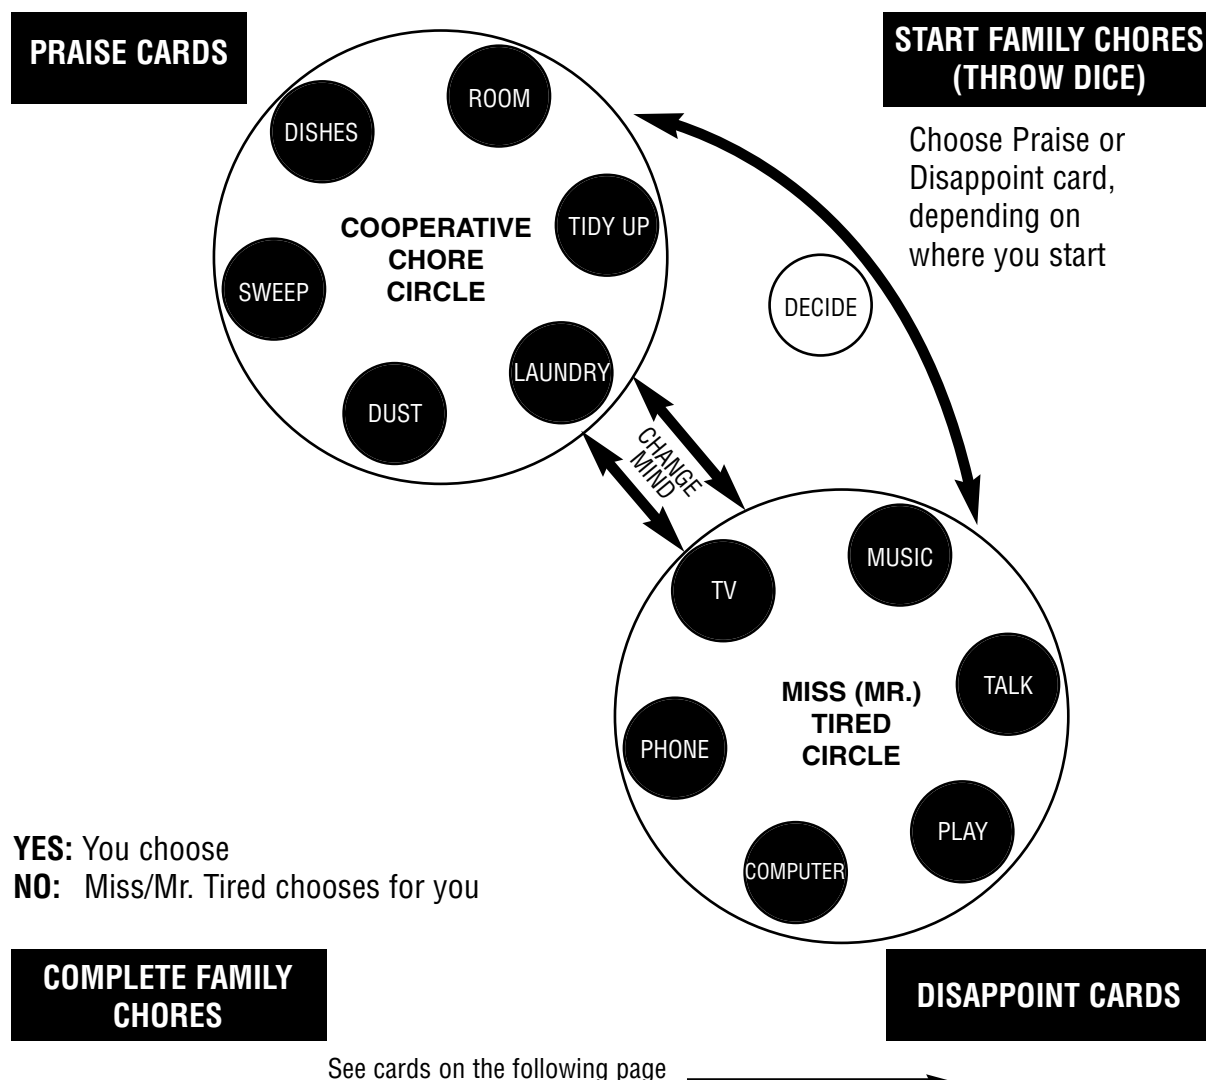 PRAISE CARDS
START FAMILY CHORES
(THROW DICE)
Choose Praise or
Disappoint card,
depending on
where you start
ROOM
DISHES
TIDY UP
COOPERATIVE
CHORE
CIRCLE
SWEEP
LAUNDRY
DUST
DECIDE
CHANGE
MIND
MUSIC
TV
TALK
MISS (MR.)
TIRED
CIRCLE
PHONE
PLAY
COMPUTER
YES: You choose
NO: Miss/Mr. Tired chooses for you
COMPLETE FAMILY
CHORES
DISAPPOINT CARDS
See cards on the following page